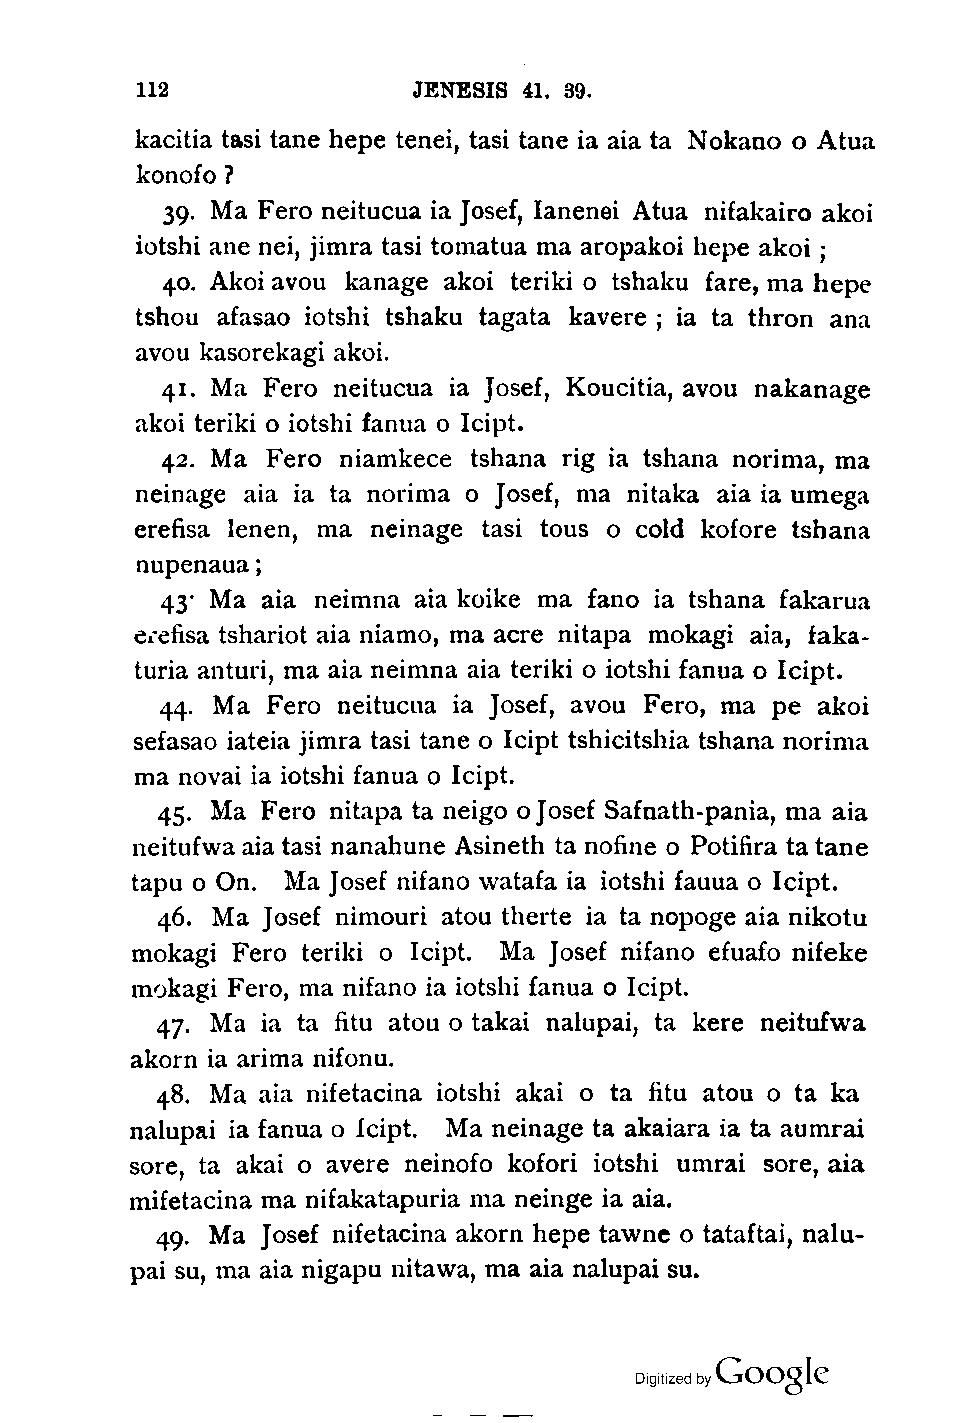 112 JENESIS 41. 39.
kacitia tasi tane hepe tenei, tasi tane ia aia ta Nokano o Atua
konofo ?
39. Ma Fero neitucua ia Josef, Ianenei Atua nifakairo akoi
iotshi ane nei, jimra tasi tomatua ma aropakoi hepe akoi ;
40. Akoi avou kanage akoi teriki o tshaku fare, ma hepe
tshou afasao iotshi tshaku tagata kavere ; ia ta thron ana
avou kasorekagi akoi.
41. Ma Fero neitucua ia Josef, Koucitia, avou nakanage
akoi teriki o iotshi fanua o Icipt.
42. Ma Fero niamkece tshana rig ia tshana norima, ma
neinage aia ia ta norima o Josef, ma nitaka aia ia umega
erefisa lenen, ma neinage tasi tous o cold kofore tshana
nupenaua ;
43· Ma aia neimna aia koike ma fano ia tshana fakarua
erefisa tshariot aia niamo, ma acre nitapa mokagi aia, faka-
turia anturi, ma aia neimna aia teriki o iotshi fanua o Icipt.
44. Ma Fero neitucua ia Josef, avou Fero, ma pe akoi
sefasao iateia jimra tasi tane o Icipt tshicitshia tshana norima
ma novai ia iotshi fanua o Icipt.
45. Ma Fero nitapa ta neigo o Josef Safnath-pania, ma aia
neitufwa aia tasi nanahune Asineth ta nofine o Potifira ta tane
tapu o On. Ma Josef nifano watafa ia iotshi fauua o Icipt.
46. Ma Josef nimouri atou therte ia ta nopoge aia nikotu
mokagi Fero teriki o Icipt. Ma Josef nifano efuafo nifeke
mokagi Fero, ma nifano ia iotshi fanua o Icipt.
47. Ma ia ta fitu atou o takai nalupai, ta kere neitufwa
akorn ia arima nifonu.
48. Ma aia nifetacina iotshi akai o ta fitu atou o ta ka
nalupai ia fanua o Icipt. Ma neinage ta akaiara ia ta aumrai
sore, ta akai o avere neinofo kofori iotshi umrai sore, aia
mifetacina ma nifakatapuria ma neinge ia aia.
49. Ma Josef nifetacina akorn hepe tawne o tataftai, nalu-
pai su, ma aia nigapu nitawa, ma aia nalupai su.
Digitized by Google